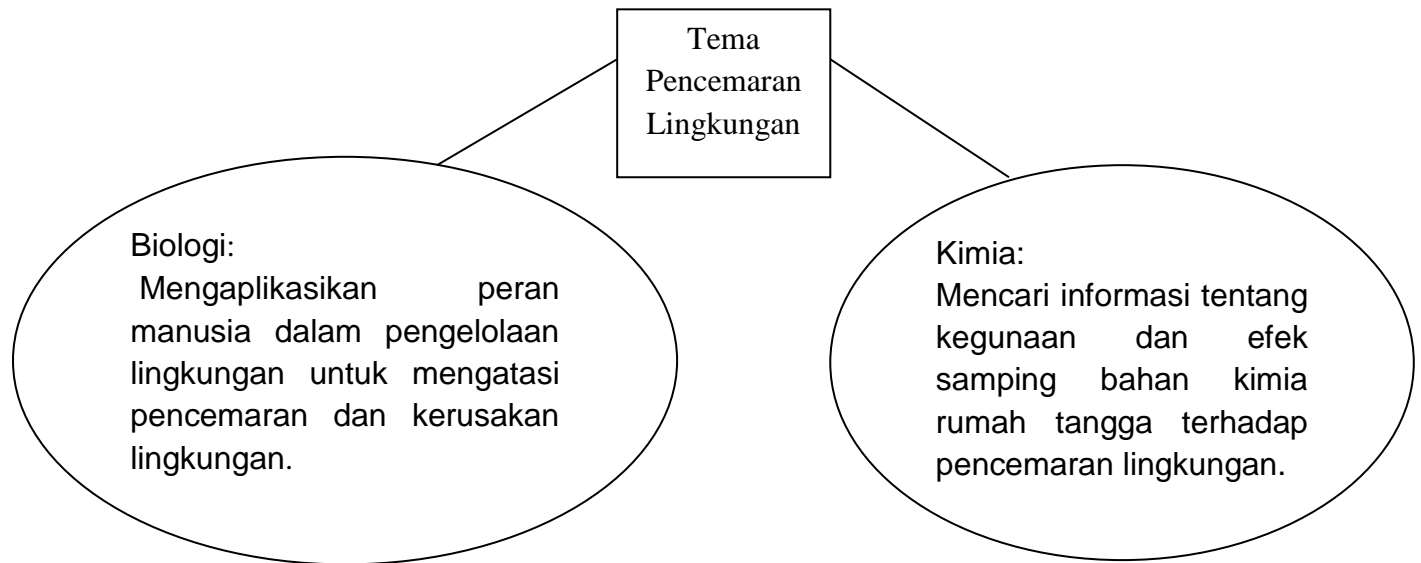 Tema
Pencemaran
Lingkungan
Biologi:
Mengaplikasikan peran
manusia dalam pengelolaan
lingkungan untuk mengatasi
pencemaran dan kerusakan
lingkungan.
Kimia:
Mencari informasi tentang
kegunaan dan efek
samping bahan kimia
rumah tangga terhadap
pencemaran lingkungan.